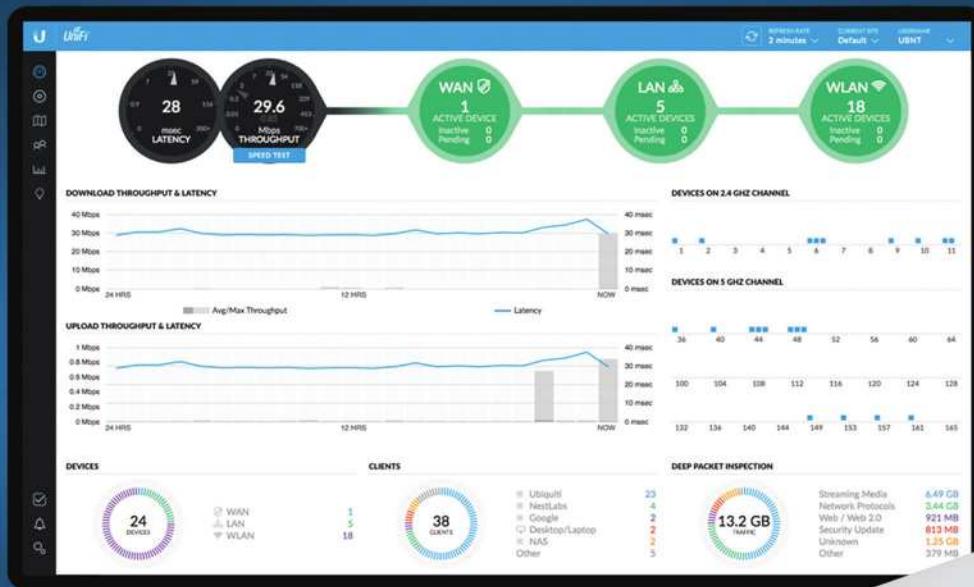 U UniFi
REFRESH RATE
2 minutes
CURRENT SITE
Default
USERNAME
UBNT
28
msec
LATENCY
29.6
Mbps
THROUGHPUT
SPEED TEST
WAN
1
ACTIVE DEVICE
Inactive 0
Pending 0
LAN
5
ACTIVE DEVICES
Inactive 0
Pending 0
WLAN
18
ACTIVE DEVICES
Inactive 0
Pending 0
DOWNLOAD THROUGHPUT & LATENCY
40 Mbps 40 msec
30 Mbps 30 msec
20 Mbps 20 msec
10 Mbps 10 msec
0 Mbps 0 msec
24 HRS 12 HRS NOW
Avg/Max Throughput Latency
UPLOAD THROUGHPUT & LATENCY
1 Mbps 40 msec
0.8 Mbps 30 msec
0.6 Mbps
20 msec
0.4 Mbps
0.2 Mbps 10 msec
0 Mbps 0 msec
24 HRS 12 HRS NOW
DEVICES ON 2.4 GHZ CHANNEL
1 2 3 4 5 6 7 8 9 10 11
DEVICES ON 5 GHZ CHANNEL
36 40 44 48 52 56 60 64
100 104 108 112 116 120 124 128
132 136 140 144 149 153 157 161 165
DEVICES
24
DEVICES
WAN 1
LAN 5
WLAN 18
CLIENTS
38
CLIENTS
Ubiquiti 23
NestLabs 4
Google 2
Desktop/Laptop 2
NAS 2
Other 5
DEEP PACKET INSPECTION
13.2 GB
TRAFFIC
Streaming Media 6.49 GB
Network Protocols 3.44 GB
Web / Web 2.0 921 MB
Security Update 813 MB
Unknown 1.25 GB
Other 379 MB